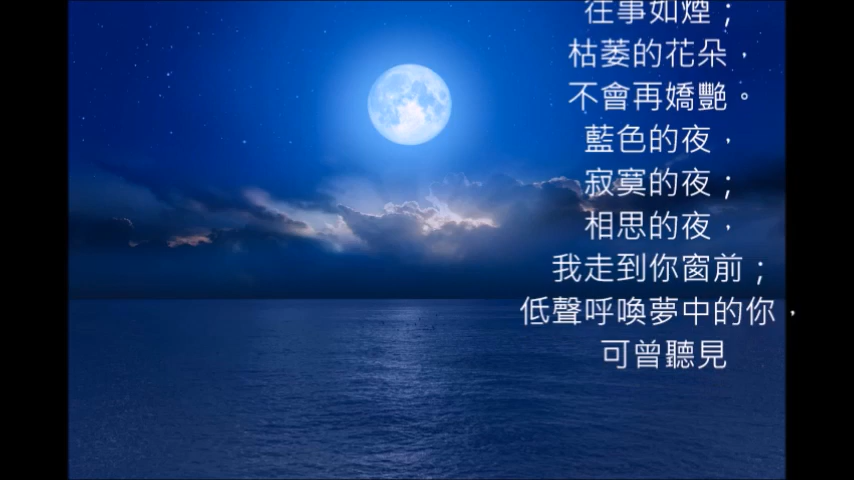 往事如煙；
枯萎的花朵，
不會再嬌艷。
藍色的夜，
寂寞的夜；
相思的夜，
我走到你窗前；
低聲呼喚夢中的你，
可曾聽見